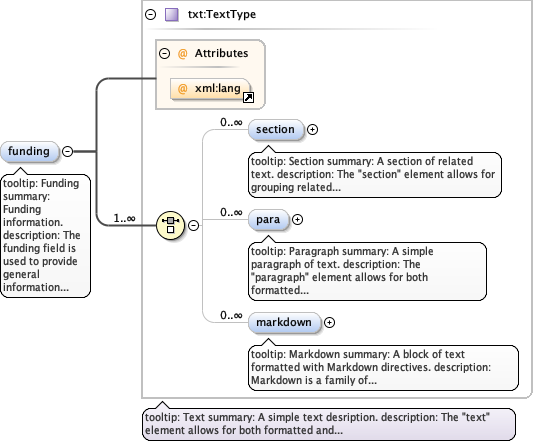 txt:TextType
@ Attributes
@ xml:lang
0..∞
section
tooltip: Section summary: A section of related
text. description: The "section" element allows for
grouping related...
funding
tooltip: Funding
summary:
Funding
information.
description: The
funding field is
used to provide
general
information...
1..∞
0..∞
para
tooltip: Paragraph summary: A simple
paragraph of text. description: The
"paragraph" element allows for both
formatted...
0..∞
markdown
tooltip: Markdown summary: A block of text
formatted with Markdown directives. description:
Markdown is a family of...
tooltip: Text summary: A simple text desription. description: The "text"
element allows for both formatted and...